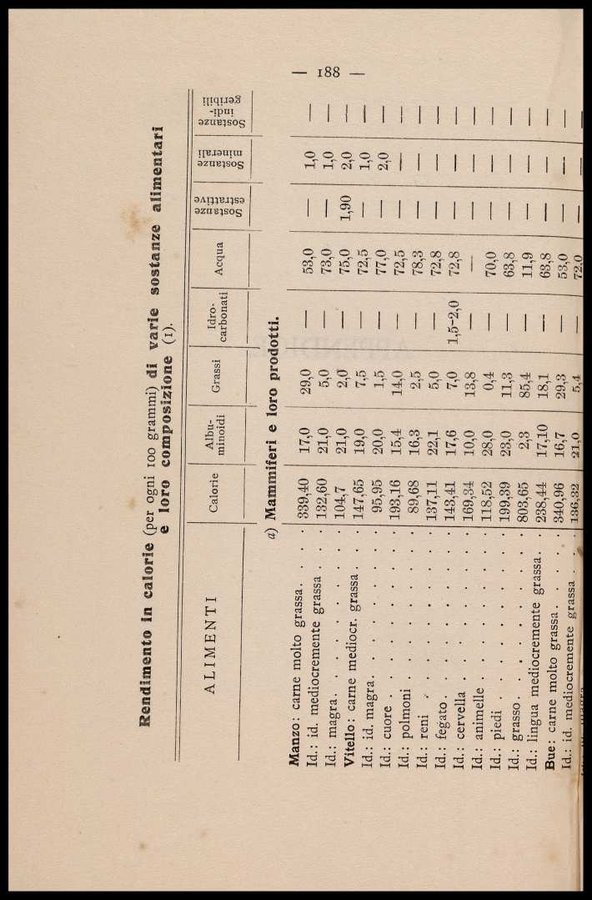 — 188 —
Rendimento in calorie (per ogni 100 grammi) di varie sostanze alimentari
e loro composizione (1).
ALIMENTI Calorie Albu-minoidi Grassi Idro-carbonati Acqua Sostanze estrattive Sostanze minerali Sostanze indi-geribili
a) Mammiferi e loro prodotti.
Manzo: carne molto grassa . . . 339,40 17,0 29,0 — 53,0 — 1,0 —
Id.: id. mediocremente grassa . . . 132,60 21,0 5,0 — 73,0 — 1,0 —
Id.: magra . . . . . . . . 104,7 21,0 2,0 — 75,0 1,90 2,0 —
Vitello: carne mediocr. grassa . . . 147,65 19,0 7,5 — 72,5 — 1,0 —
Id.: id. magra . . . . . . . 95,95 20,0 1,5 — 77,0 — 2,0 —
Id.: cuore . . . . . . . . 193,16 15,4 14,0 — 72,5 — — —
Id.: polmoni . . . . . . . 89,68 16,3 2,5 — 78,3 — — —
Id.: reni . . . . . . . . 137,11 22,1 5,0 — 72,8 — — —
Id.: fegato . . . . . . . . 143,41 17,6 7,0 1,5-2,0 72,8 — — —
Id.: cervella . . . . . . . 169,34 10,0 13,8 — — — — —
Id.: animelle . . . . . . . 118,52 28,0 0,4 — 70,0 — — —
Id.: piedi . . . . . . . . 199,39 23,0 11,3 — 63,8 — — —
Id.: grasso . . . . . . . . 803,65 2,3 85,4 — 11,9 — — —
Id.: lingua mediocremente grassa . . 238,44 17,10 18,1 — 63,8 — — —
Bue: carne molto grassa . . . . 340,96 16,7 29,3 — 53,0 — — —
Id.: id. mediocremente grassa . . . 136,32 21,0 5,4 — 72,0 — —